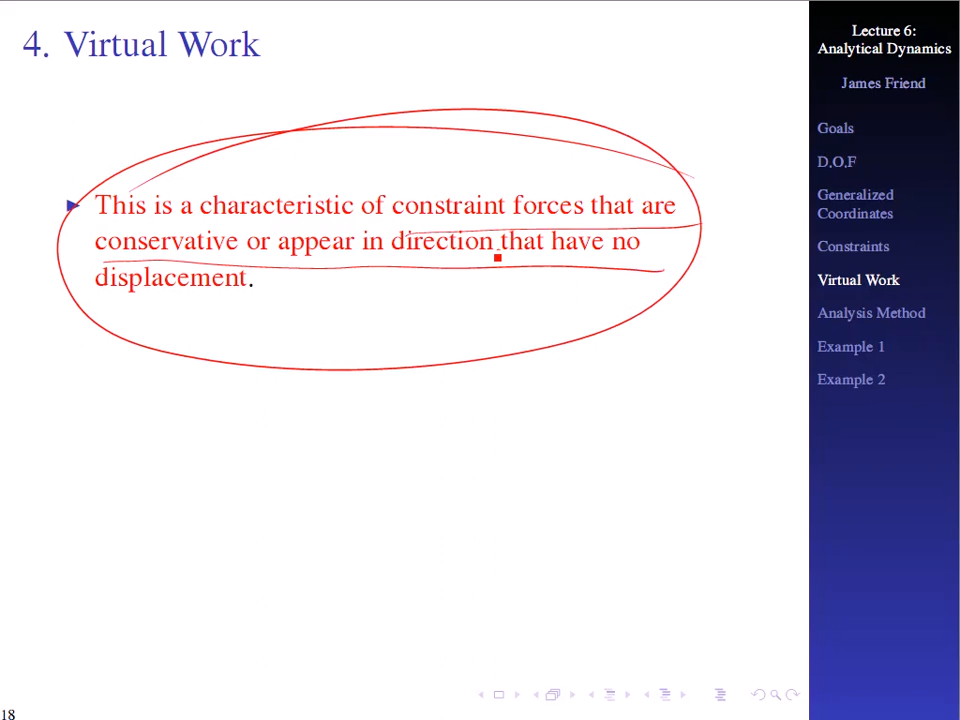 4. Virtual Work
This is a characteristic of constraint forces that are
conservative or appear in direction that have no
displacement.
Lecture 6:
Analytical Dynamics
James Friend
Goals
D.O.F
Generalized
Coordinates
Constraints
Virtual Work
Analysis Method
Example 1
Example 2
18